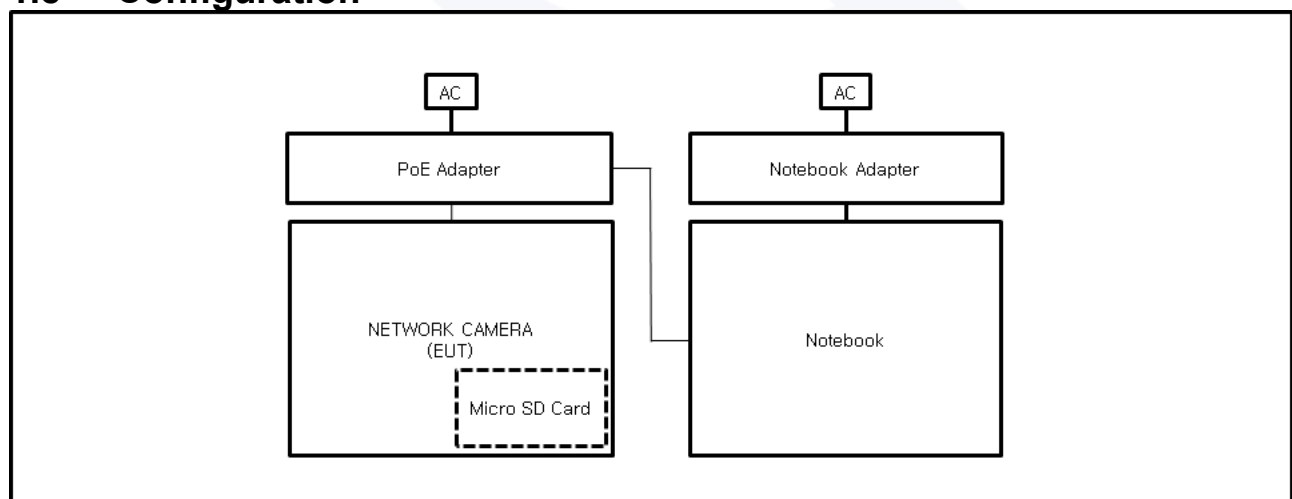 Configuration
AC
AC
PoE Adapter
Notebook Adapter
NETWORK CAMERA
(EUT)
Notebook
Micro SD Card